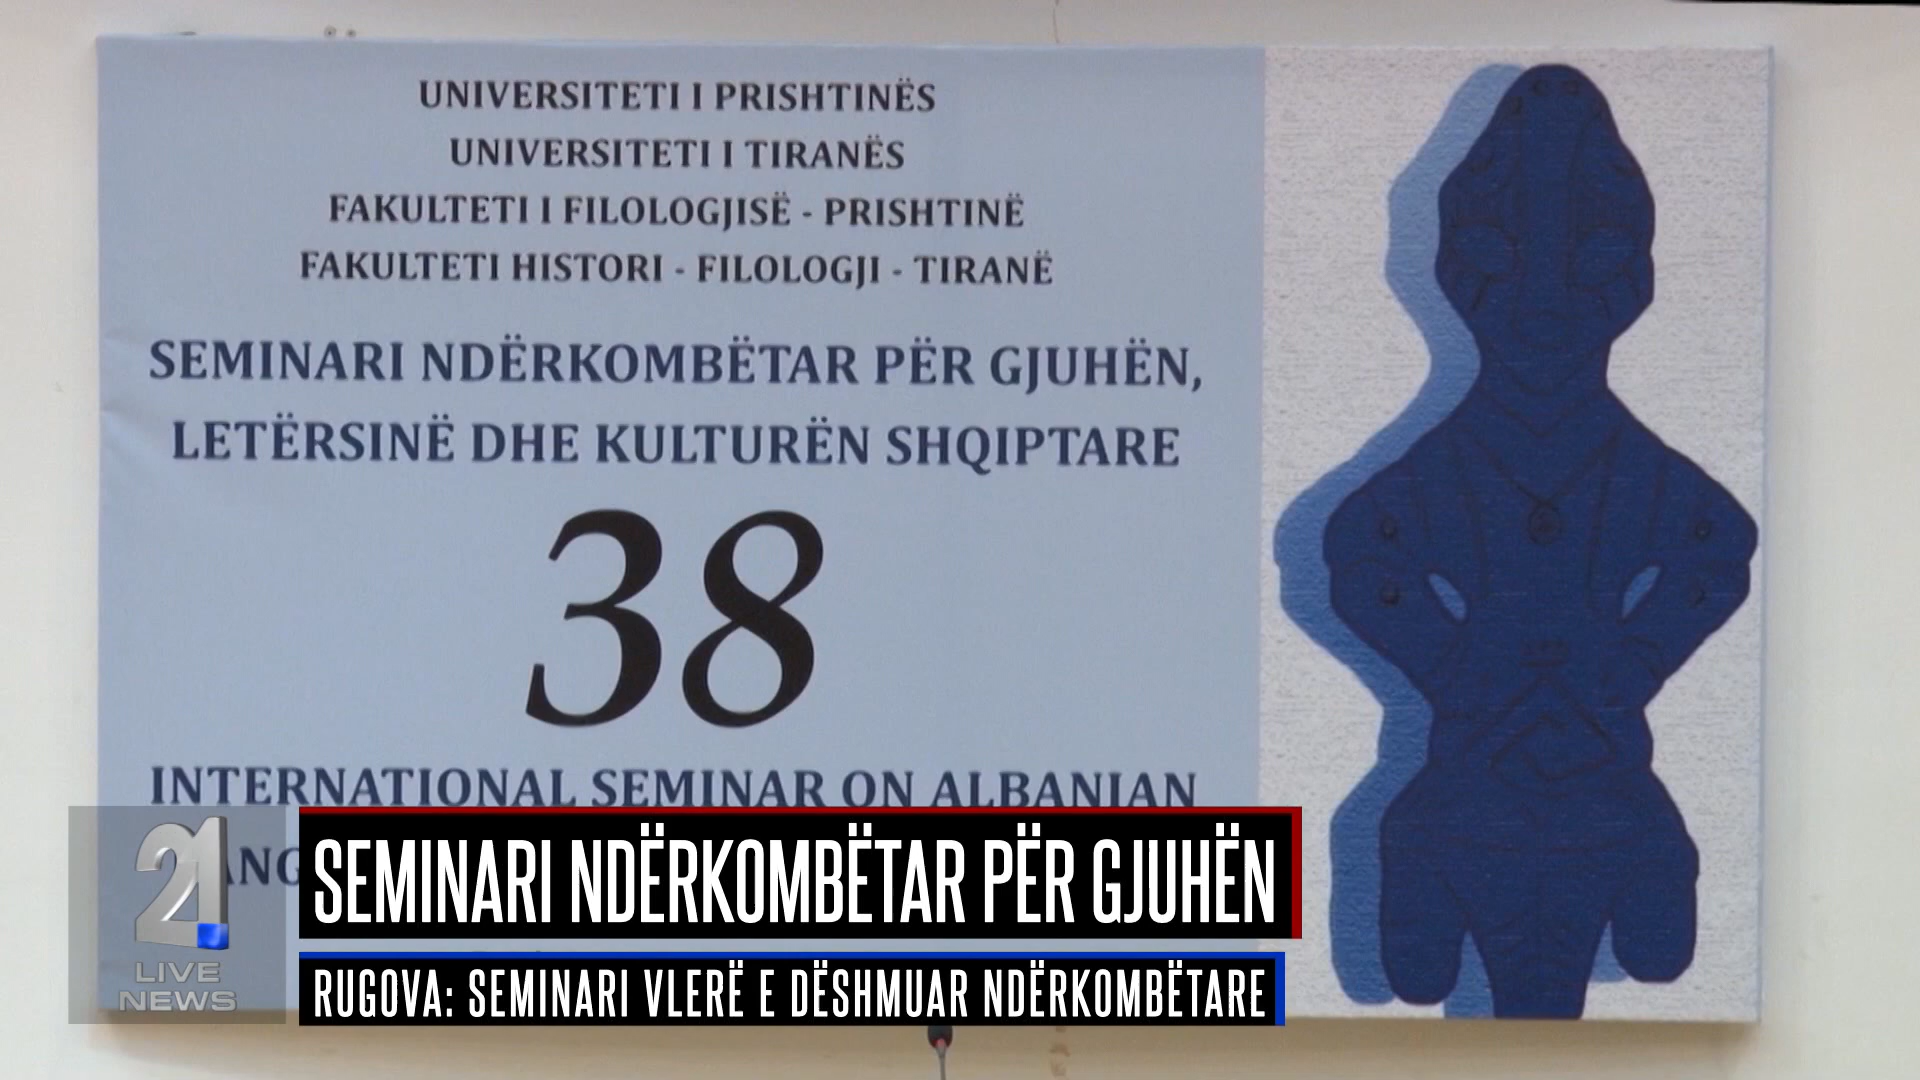 UNIVERSITETI I PRISHTINËS
UNIVERSITETI I TIRANËS
FAKULTETI I FILOLOGJISË - PRISHTINË
FAKULTETI HISTORI - FILOLOGJI - TIRANË
SEMINARI NDËRKOMBËTAR PËR GJUHËN,
LETËRSINË DHE KULTURËN SHQIPTARE
38
INTERNATIONAL SEMINAR ON ALBANIAN
21
LIVE
NEWS
SEMINARI NDËRKOMBËTAR PËR GJUHËN
RUGOVA: SEMINARI VLERË E DËSHMUAR NDËRKOMBËTARE